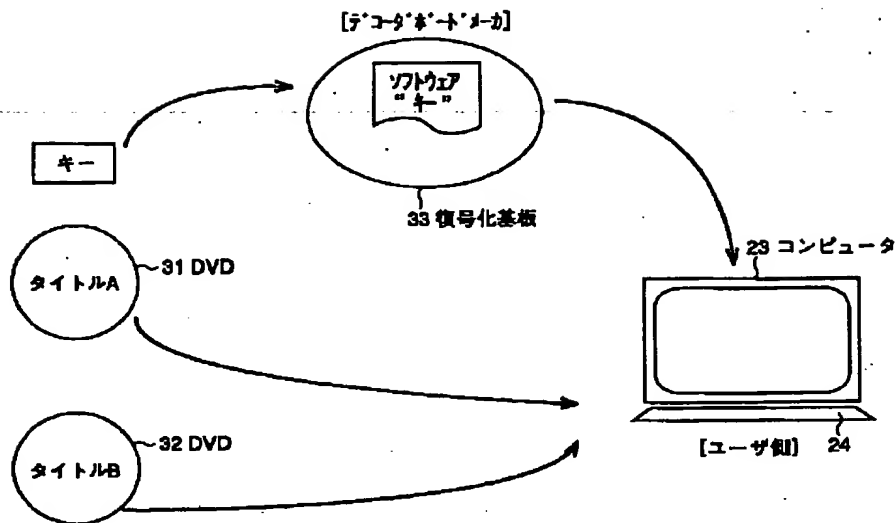 [デコーダボードメーカ]
ソフトウェア
“キー”
キー
33 復号化基板
31 DVD
タイトルA
23 コンピュータ
32 DVD
タイトルB
[ユーザ側]
24